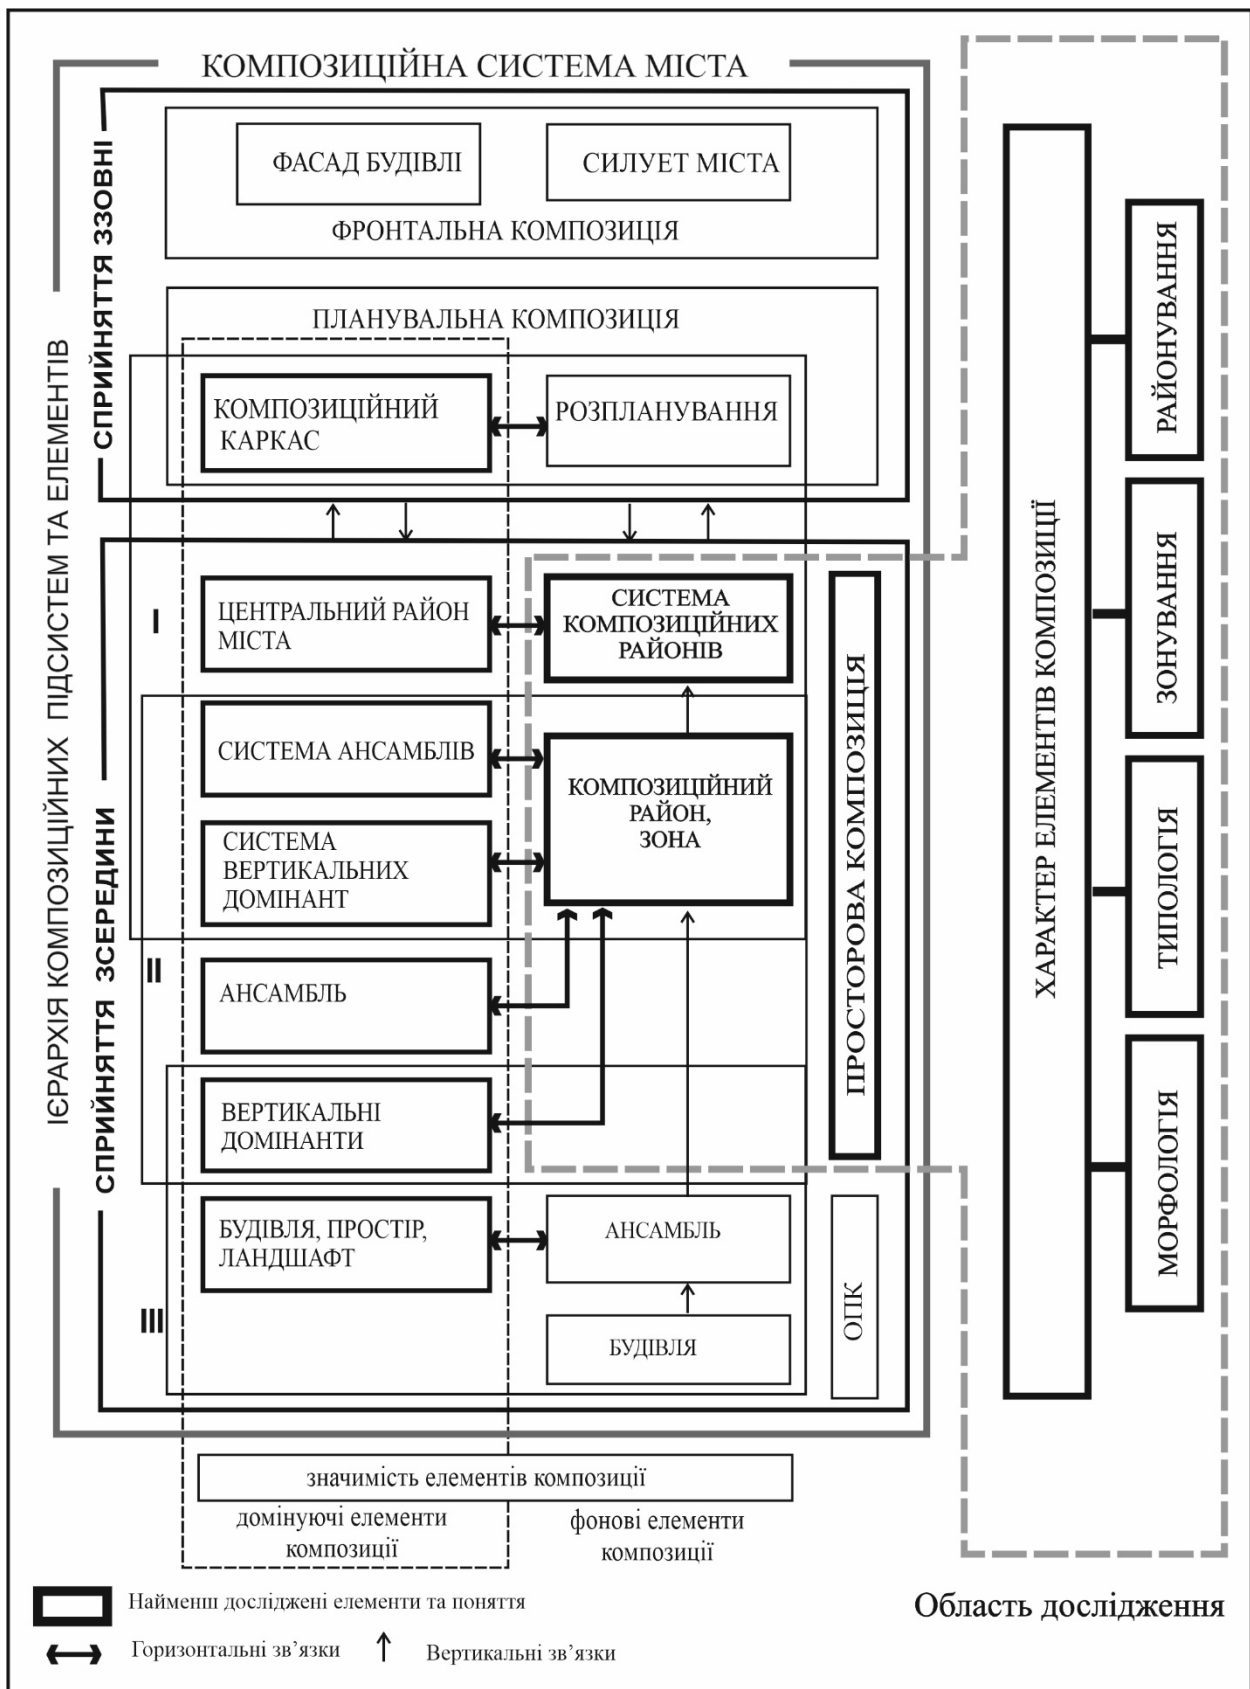 КОМПОЗИЦІЙНА СИСТЕМА МІСТА
ІЄРАРХІЯ КОМПОЗИЦІЙНИХ ПІДСИСТЕМ ТА ЕЛЕМЕНТІВ
СПРИЙНЯТТЯ ЗЗОВНІ
ФАСАД БУДІВЛІ
СИЛУЕТ МІСТА
ФРОНТАЛЬНА КОМПОЗИЦІЯ
ПЛАНУВАЛЬНА КОМПОЗИЦІЯ
КОМПОЗИЦІЙНИЙ
КАРКАС
РОЗПЛАНУВАННЯ
СПРИЙНЯТТЯ ЗСЕРЕДИНИ
I
ЦЕНТРАЛЬНИЙ РАЙОН
МІСТА
СИСТЕМА
КОМПОЗИЦІЙНИХ
РАЙОНІВ
СИСТЕМА АНСАМБЛІВ
КОМПОЗИЦІЙНИЙ
РАЙОН,
ЗОНА
СИСТЕМА
ВЕРТИКАЛЬНИХ
ДОМІНАНТ
II
АНСАМБЛЬ
ВЕРТИКАЛЬНІ
ДОМІНАНТИ
ПРОСТОРОВА КОМПОЗИЦІЯ
БУДІВЛЯ, ПРОСТІР,
ЛАНДШАФТ
АНСАМБЛЬ
III
БУДІВЛЯ
ОПК
ХАРАКТЕР ЕЛЕМЕНТІВ КОМПОЗИЦІЇ
РАЙОНУВАННЯ
ЗОНУВАННЯ
ТИПОЛОГІЯ
МОРФОЛОГІЯ
значимість елементів композиції
домінуючі елементи
композиції
фонові елементи
композиції
Найменш досліджені елементи та поняття
Область дослідження
Горизонтальні зв’язки
Вертикальні зв’язки